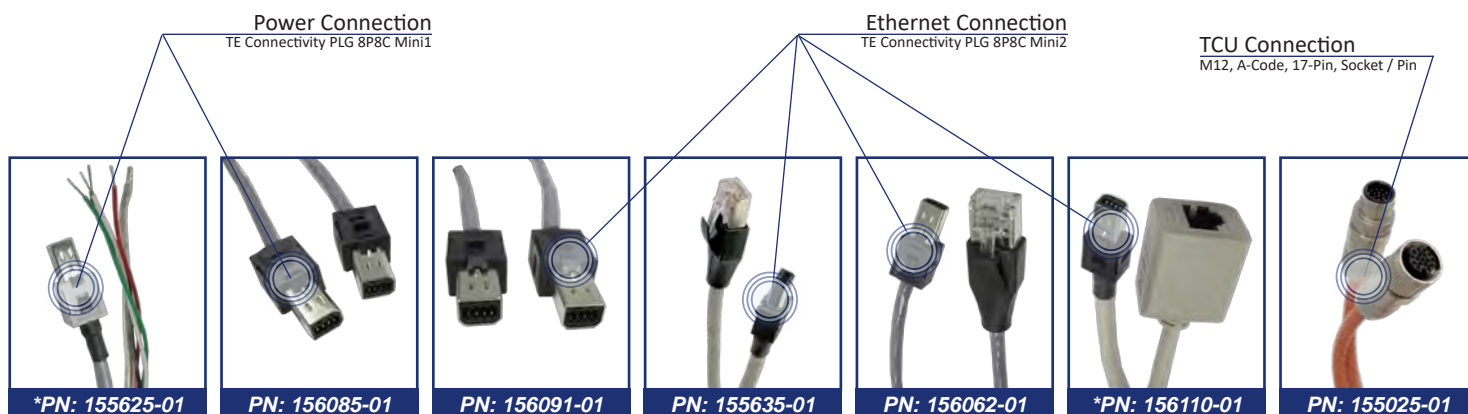 Power Connection
TE Connectivity PLG 8P8C Mini1
Ethernet Connection
TE Connectivity PLG 8P8C Mini2
TCU Connection
M12, A-Code, 17-Pin, Socket / Pin
*PN: 155625-01
PN: 156085-01
PN: 156091-01
PN: 155635-01
PN: 156062-01
*PN: 156110-01
PN: 155025-01